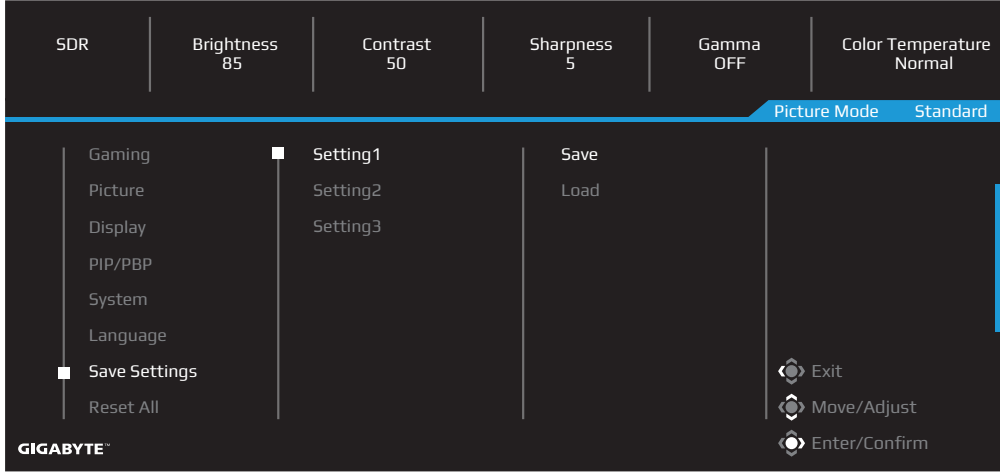 SDR Brightness Contrast Sharpness Gamma Color Temperature
85 50 5 OFF Normal
Picture Mode Standard
Gaming Setting1 Save
Picture Setting2 Load
Display Setting3
PIP/PBP
System
Language
Save Settings Exit
Reset All Move/Adjust
GIGABYTE™ Enter/Confirm